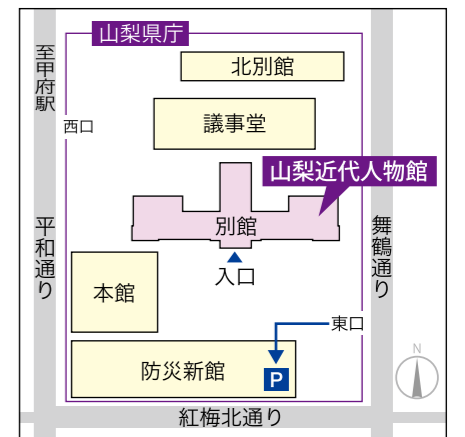 山梨県庁
至甲府駅
北別館
西口
議事堂
山梨近代人物館
別館
平和通り
舞鶴通り
入口
本館
東口
防災新館
P
N
紅梅北通り